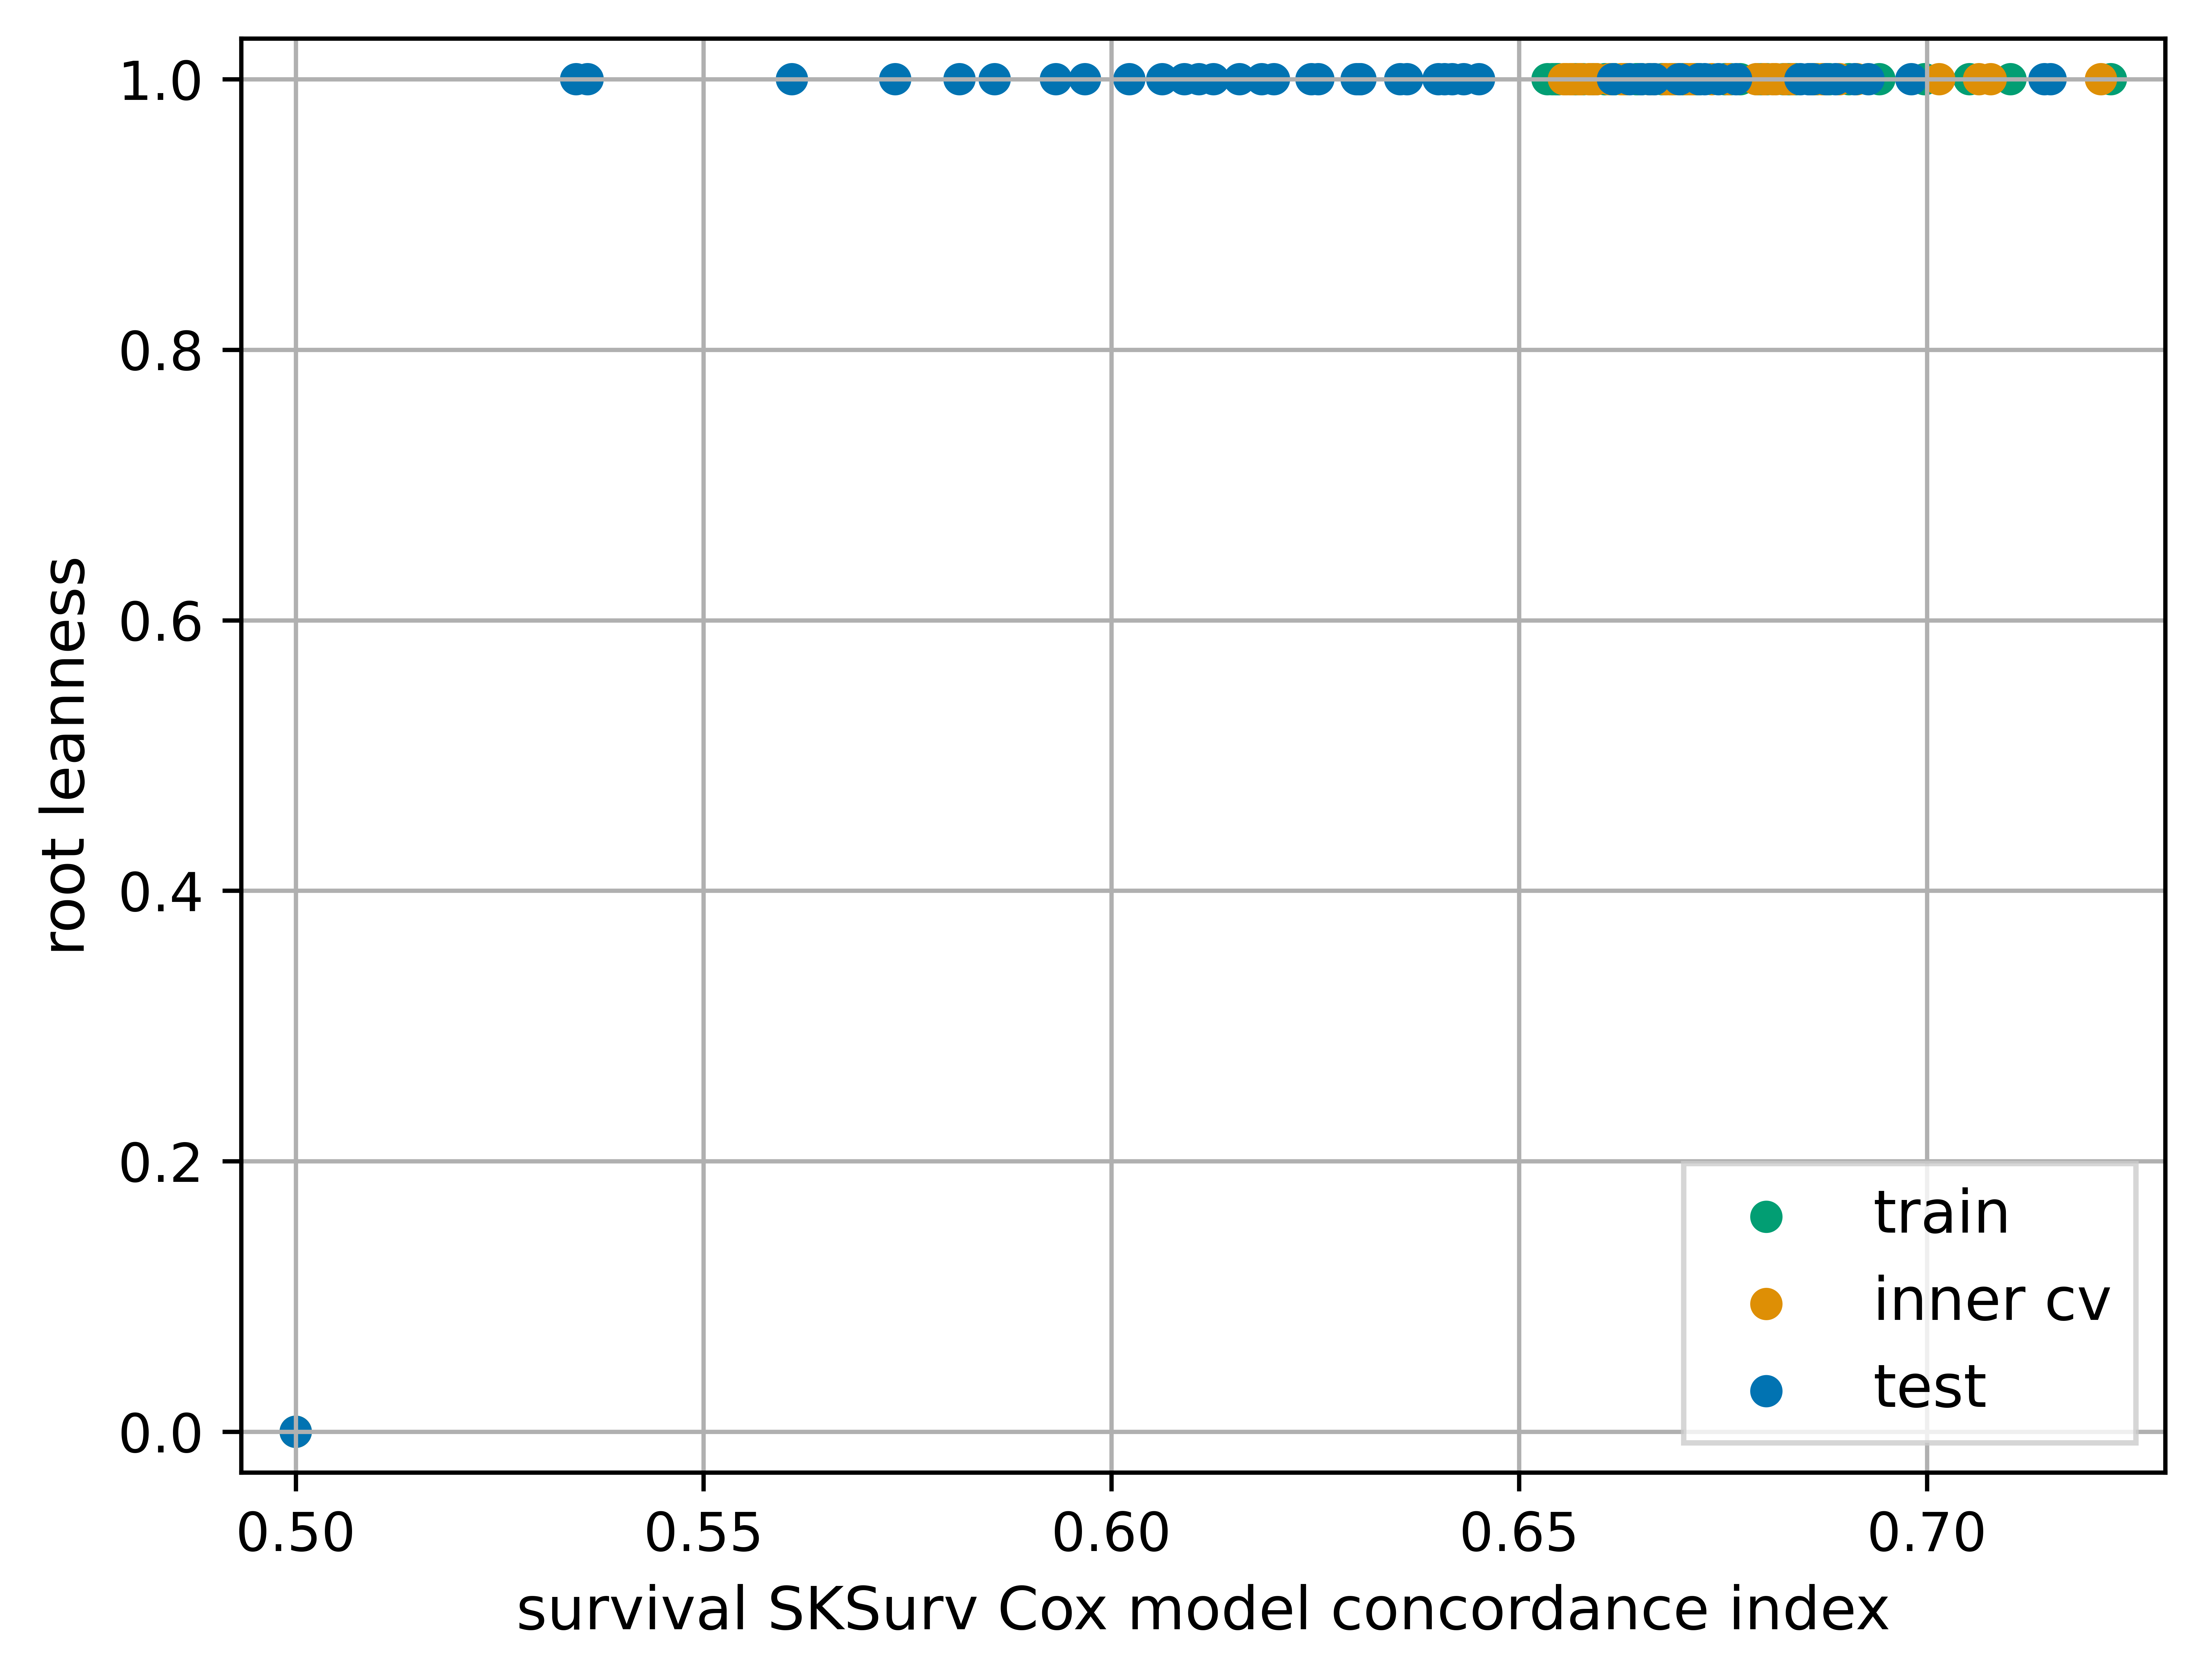 1.0
0.8
0.6
0.4
0.2
0.0
root leanness
train
inner cv
test
0.50 0.55 0.60 0.65 0.70
survival SKSurv Cox model concordance index